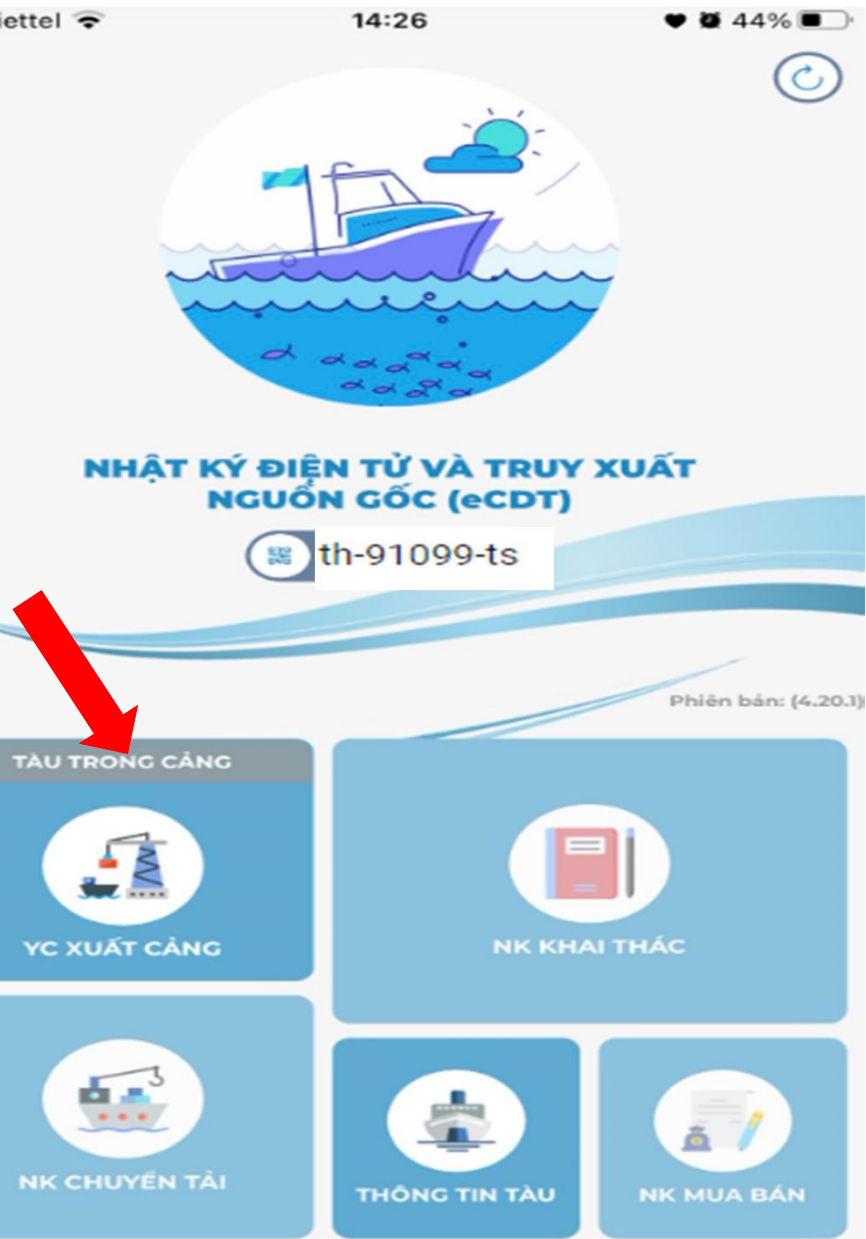 iettel 14:26 44%
NHẬT KÝ ĐIỆN TỬ VÀ TRUY XUẤT
NGUỒN GỐC (eCDT)
th-91099-ts
Phiên bản: (4.20.1)(
TÀU TRONG CẢNG
YC XUẤT CẢNG
NK KHAI THÁC
NK CHUYỂN TẢI
THÔNG TIN TÀU
NK MUA BÁN